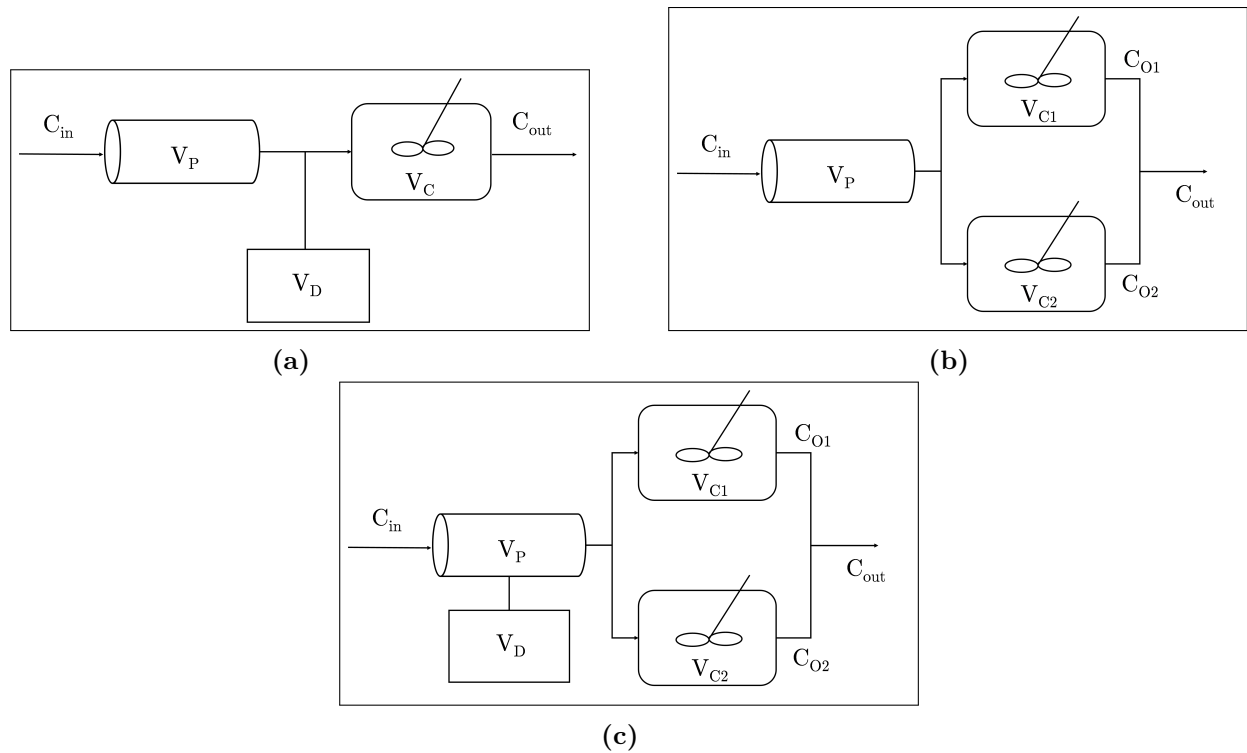 C_in
V_P
V_D
V_C
C_out
(a)
C_in
V_P
V_C1
V_C2
C_O1
C_O2
C_out
(b)
C_in
V_P
V_D
V_C1
V_C2
C_O1
C_O2
C_out
(c)